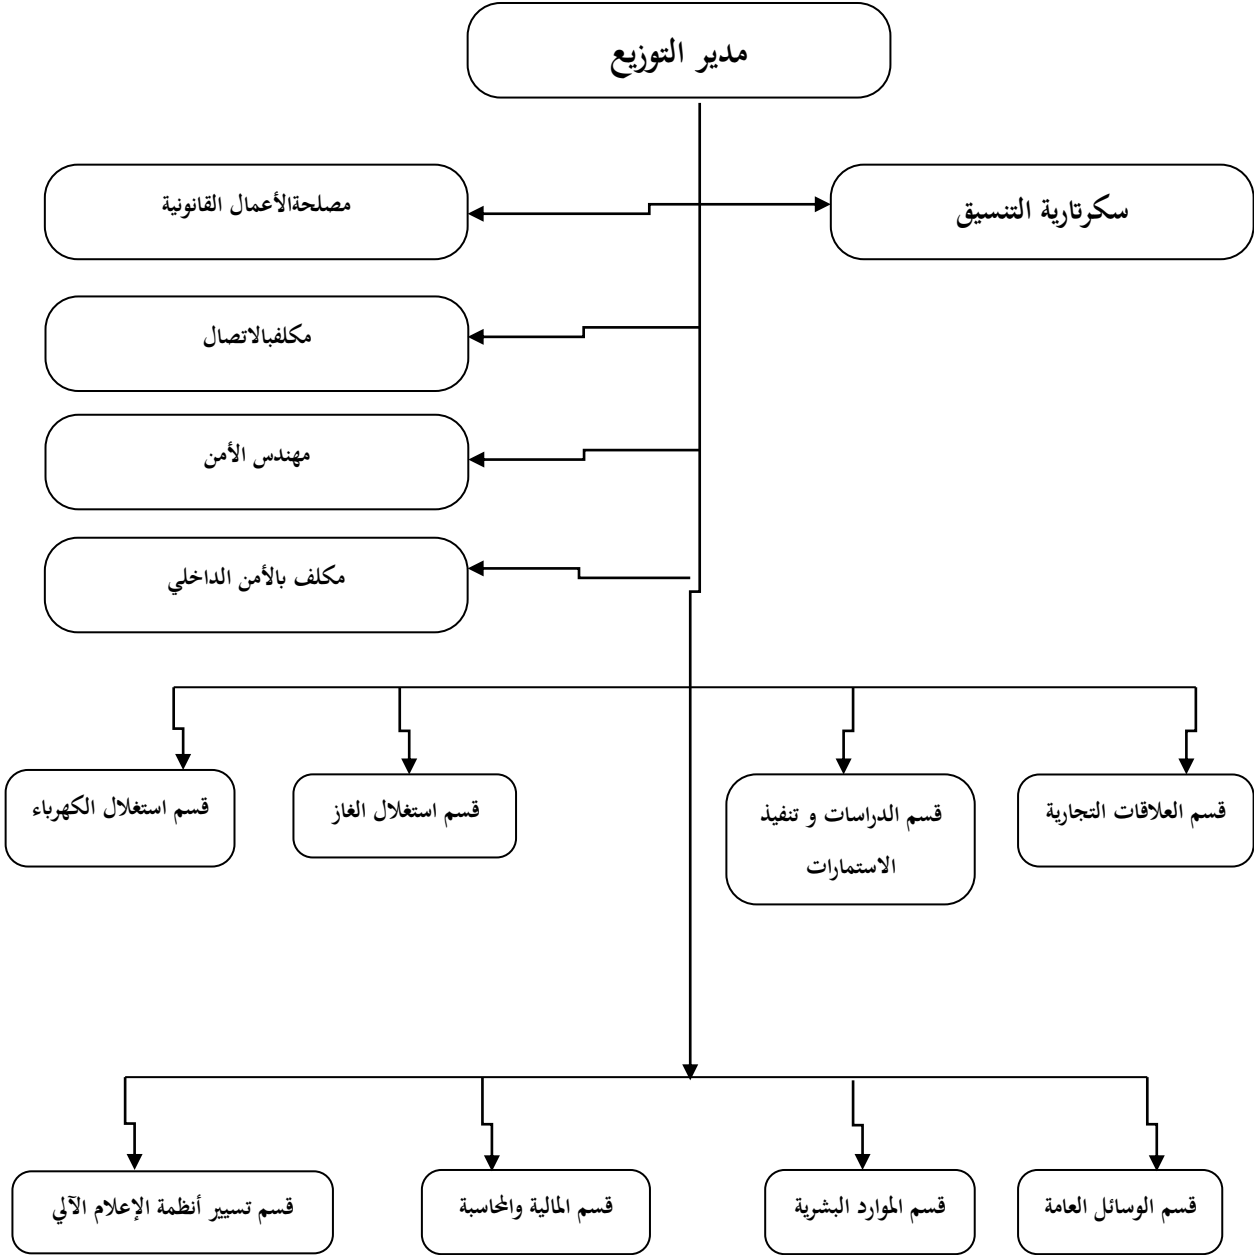 مدير التوزيع
سكرتارية التنسيق
مصلحةالأعمال القانونية
مكلفبالاتصال
مهندس الأمن
مكلف بالأمن الداخلي
قسم العلاقات التجارية
قسم الدراسات و تنفيذ
الاستمارات
قسم استغلال الغاز
قسم استغلال الكهرباء
قسم الوسائل العامة
قسم الموارد البشرية
قسم المالية والمحاسبة
قسم تسيير أنظمة الإعلام الآلي